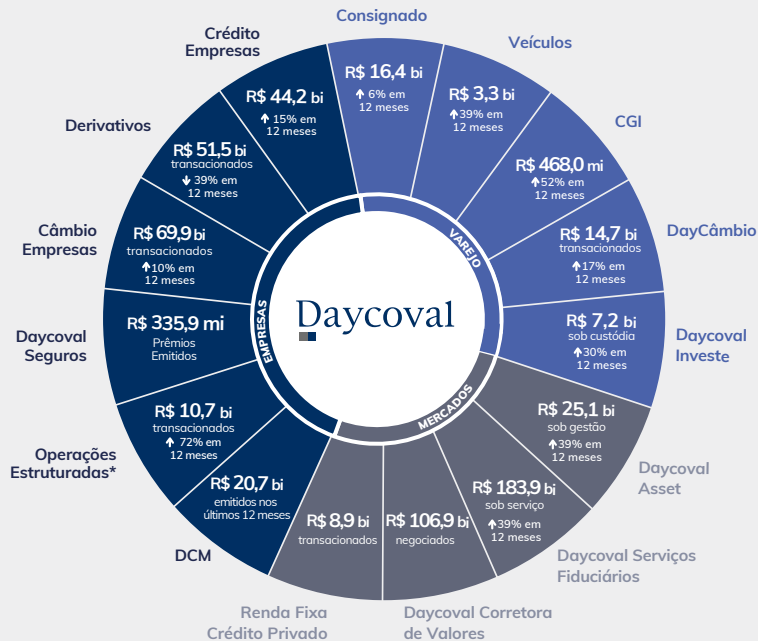 Consignado
R$ 16,4 bi
6% em
12 meses
Veículos
R$ 3,3 bi
39% em
12 meses
CGI
R$ 468,0 mi
52% em
12 meses
DayCâmbio
R$ 14,7 bi
transacionados
17% em
12 meses
Daycoval
Investe
R$ 7,2 bi
sob custódia
30% em
12 meses
Daycoval
Asset
R$ 25,1 bi
sob gestão
39% em
12 meses
Daycoval Serviços
Fiduciários
R$ 183,9 bi
sob serviço
39% em
12 meses
Daycoval Corretora
de Valores
R$ 106,9 bi
negociados
Renda Fixa
Crédito Privado
R$ 8,9 bi
transacionados
DCM
R$ 20,7 bi
emitidos nos
últimos 12 meses
Operações
Estruturadas*
R$ 10,7 bi
transacionados
72% em
12 meses
Daycoval
Seguros
R$ 335,9 mi
Prêmios
Emitidos
Câmbio
Empresas
R$ 69,9 bi
transacionados
10% em
12 meses
Derivativos
R$ 51,5 bi
transacionados
39% em
12 meses
Crédito
Empresas
R$ 44,2 bi
15% em
12 meses
VAREJO
MERCADOS
EMPRESAS
Daycoval